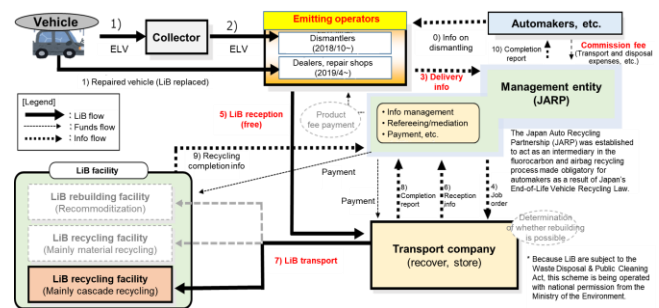 Vehicle
1)
ELV
Collector
2)
ELV
Emitting operators
Dismantlers
(2018/10~)
Dealers, repair shops
(2019/4~)
0) Info on
dismantling
Automakers, etc.
10) Completion
report
Commission fee
(Transport and disposal
expenses, etc.)
1) Repaired vehicle (LiB replaced)
3) Delivery
info
Management entity
(JARP)
[Legend]
: LiB flow
: Funds flow
: Info flow
5) LiB reception
(free)
Product
fee payment
• Info management
• Refereeing/mediation
• Payment, etc.
The Japan Auto Recycling
Partnership (JARP) was established
to act as an intermediary in the
fluorocarbon and airbag recycling
process made obligatory for
automakers as a result of Japan's
End-of-Life Vehicle Recycling Law.
9) Recycling
completion info
LiB facility
LiB rebuilding facility
(Recommoditization)
LiB recycling facility
(Mainly material recycling)
LiB recycling facility
(Mainly cascade recycling)
Payment
Payment
8) Completion
report
6) Reception
info
4) Job
order
Determination
of whether rebuilding
is possible
7) LiB transport
Transport company
(recover, store)
* Because LiB are subject to the
Waste Disposal & Public Cleaning
Act, this scheme is being operated
with national permission from the
Ministry of the Environment.